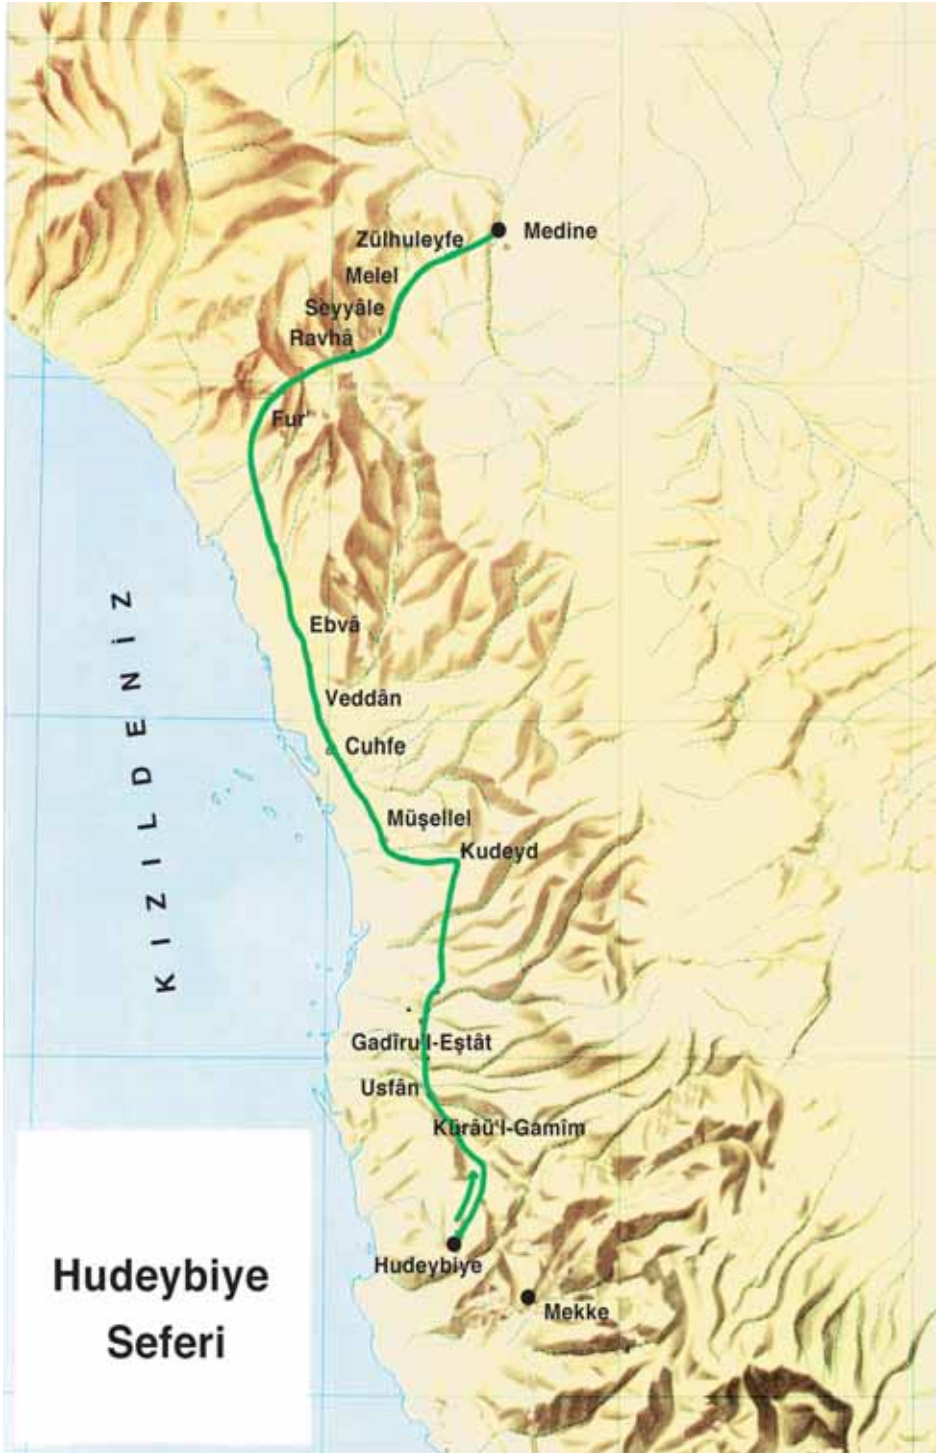 Medine
Zülhuleyfe
Melel
Seyyâle
Ravhâ
Fur'
Ebvâ
Veddân
Cuhfe
Müşellel
Kudeyd
KIZILDENİZ
Gadîru'l-Eştât
Usfân
Kürâü'l-Gamîm
Hudeybiye
Mekke
Hudeybiye
Seferi